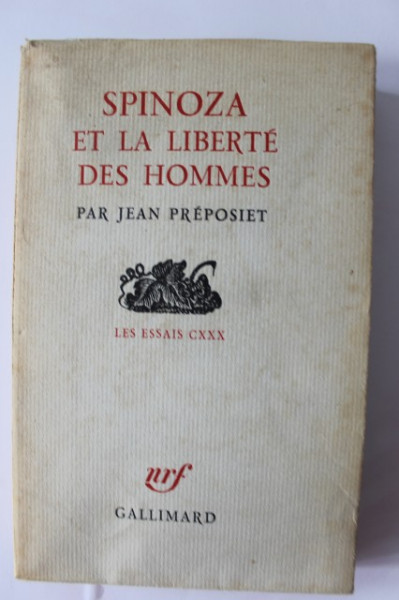 SPINOZA
ET LA LIBERTÉ
DES HOMMES
PAR JEAN PRÉPOSIET
LES ESSAIS CXXX
nrf
GALLIMARD